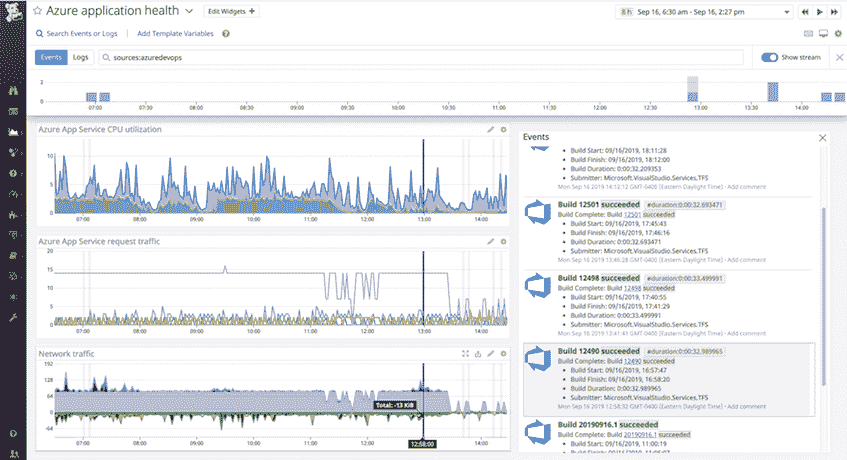 Azure application health
Edit Widgets +
8h Sep 16, 6:30 am - Sep 16, 2:27 pm
Search Events or Logs
Add Template Variables
Events
Logs
sources:azuredevops
Show stream
2
0
07:00 07:30 08:00 08:30 09:00 09:30 10:00 10:30 11:00 11:30 12:00 12:30 13:00 13:30 14:00
Azure App Service CPU utilization
10
5
0
07:00 08:00 09:00 10:00 11:00 12:00 13:00 14:00
Azure App Service request traffic
20
15
10
5
0
07:00 08:00 09:00 10:00 11:00 12:00 13:00 14:00
Network traffic
192
128
64
0
-64
Total: -13 KiB
07:00 08:00 09:00 10:00 11:00 12:00 12:58:00 14:00
Events
Build Start: 09/16/2019, 18:11:28
Build Finish: 09/16/2019, 18:12:00
Build Duration: 0:00:32.209353
Submitter: Microsoft.VisualStudio.Services.TFS
Mon Sep 16 2019 14:12:12 GMT-0400 (Eastern Daylight Time) · Add comment
Build 12501 succeeded #duration:0:00:32.693471
Build Complete: Build 12501 succeeded
Build Start: 09/16/2019, 17:45:43
Build Finish: 09/16/2019, 17:46:16
Build Duration: 0:00:32.693471
Submitter: Microsoft.VisualStudio.Services.TFS
Mon Sep 16 2019 13:46:28 GMT-0400 (Eastern Daylight Time) · Add comment
Build 12498 succeeded #duration:0:00:33.499991
Build Complete: Build 12498 succeeded
Build Start: 09/16/2019, 17:40:55
Build Finish: 09/16/2019, 17:41:29
Build Duration: 0:00:33.499991
Submitter: Microsoft.VisualStudio.Services.TFS
Mon Sep 16 2019 13:41:41 GMT-0400 (Eastern Daylight Time) · Add comment
Build 12490 succeeded #duration:0:00:32.989965
Build Complete: Build 12490 succeeded
Build Start: 09/16/2019, 16:57:47
Build Finish: 09/16/2019, 16:58:20
Build Duration: 0:00:32.989965
Submitter: Microsoft.VisualStudio.Services.TFS
Mon Sep 16 2019 12:58:32 GMT-0400 (Eastern Daylight Time) · Add comment
Build 20190916.1 succeeded
Build Complete: Build 20190916.1 succeeded
Build Start: 09/16/2019, 11:00:19